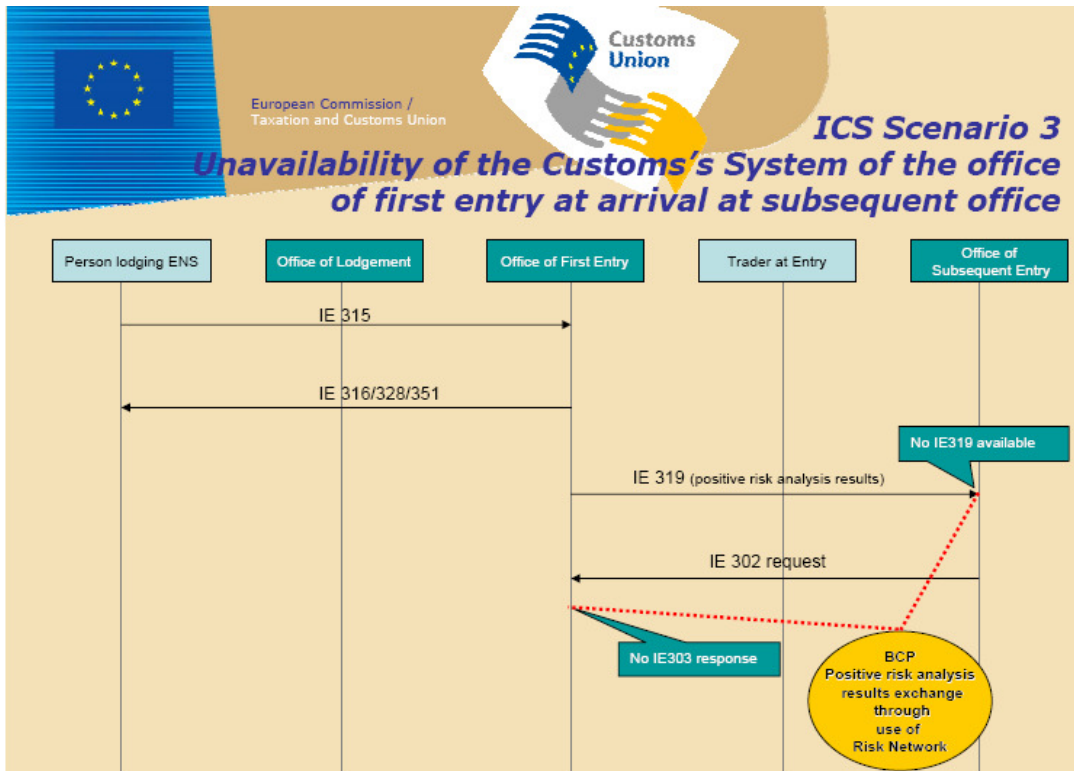 Customs
Union
European Commission /
Taxation and Customs Union
ICS Scenario 3
Unavailability of the Customs's System of the office
of first entry at arrival at subsequent office
Person lodging ENS
Office of Lodgement
Office of First Entry
Trader at Entry
Office of
Subsequent Entry
IE 315
IE 316/328/351
No IE319 available
IE 319 (positive risk analysis results)
IE 302 request
No IE303 response
BCP
Positive risk analysis
results exchange
through
use of
Risk Network